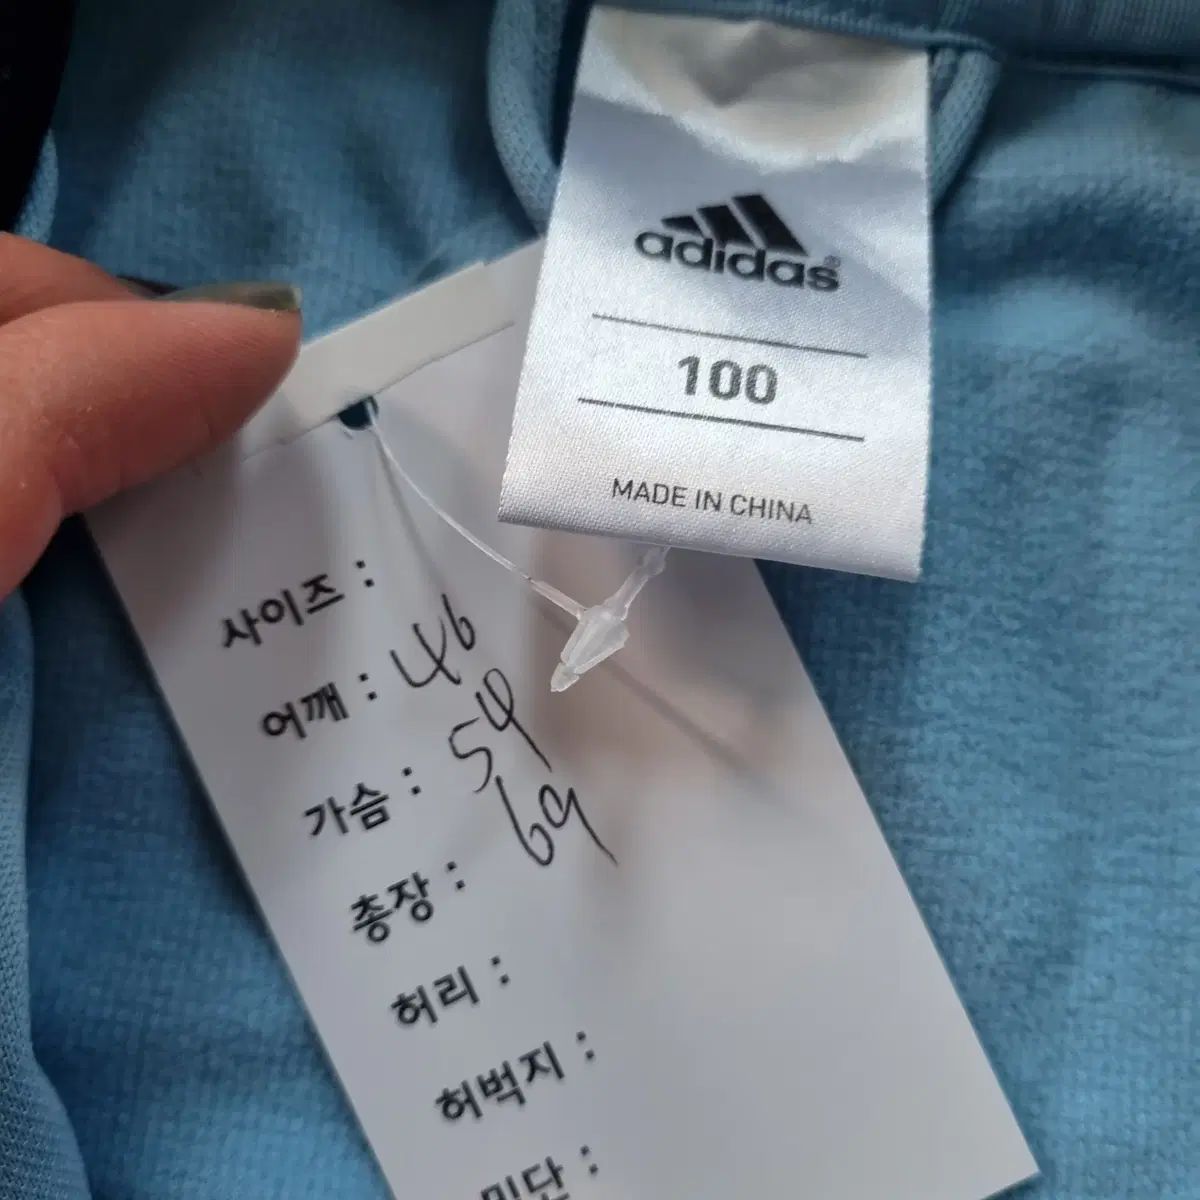 adidas®
100
MADE IN CHINA
사이즈 :
어깨 : 46
가슴 : 54
총장 : 69
허리 :
허벅지 :
밑단 :